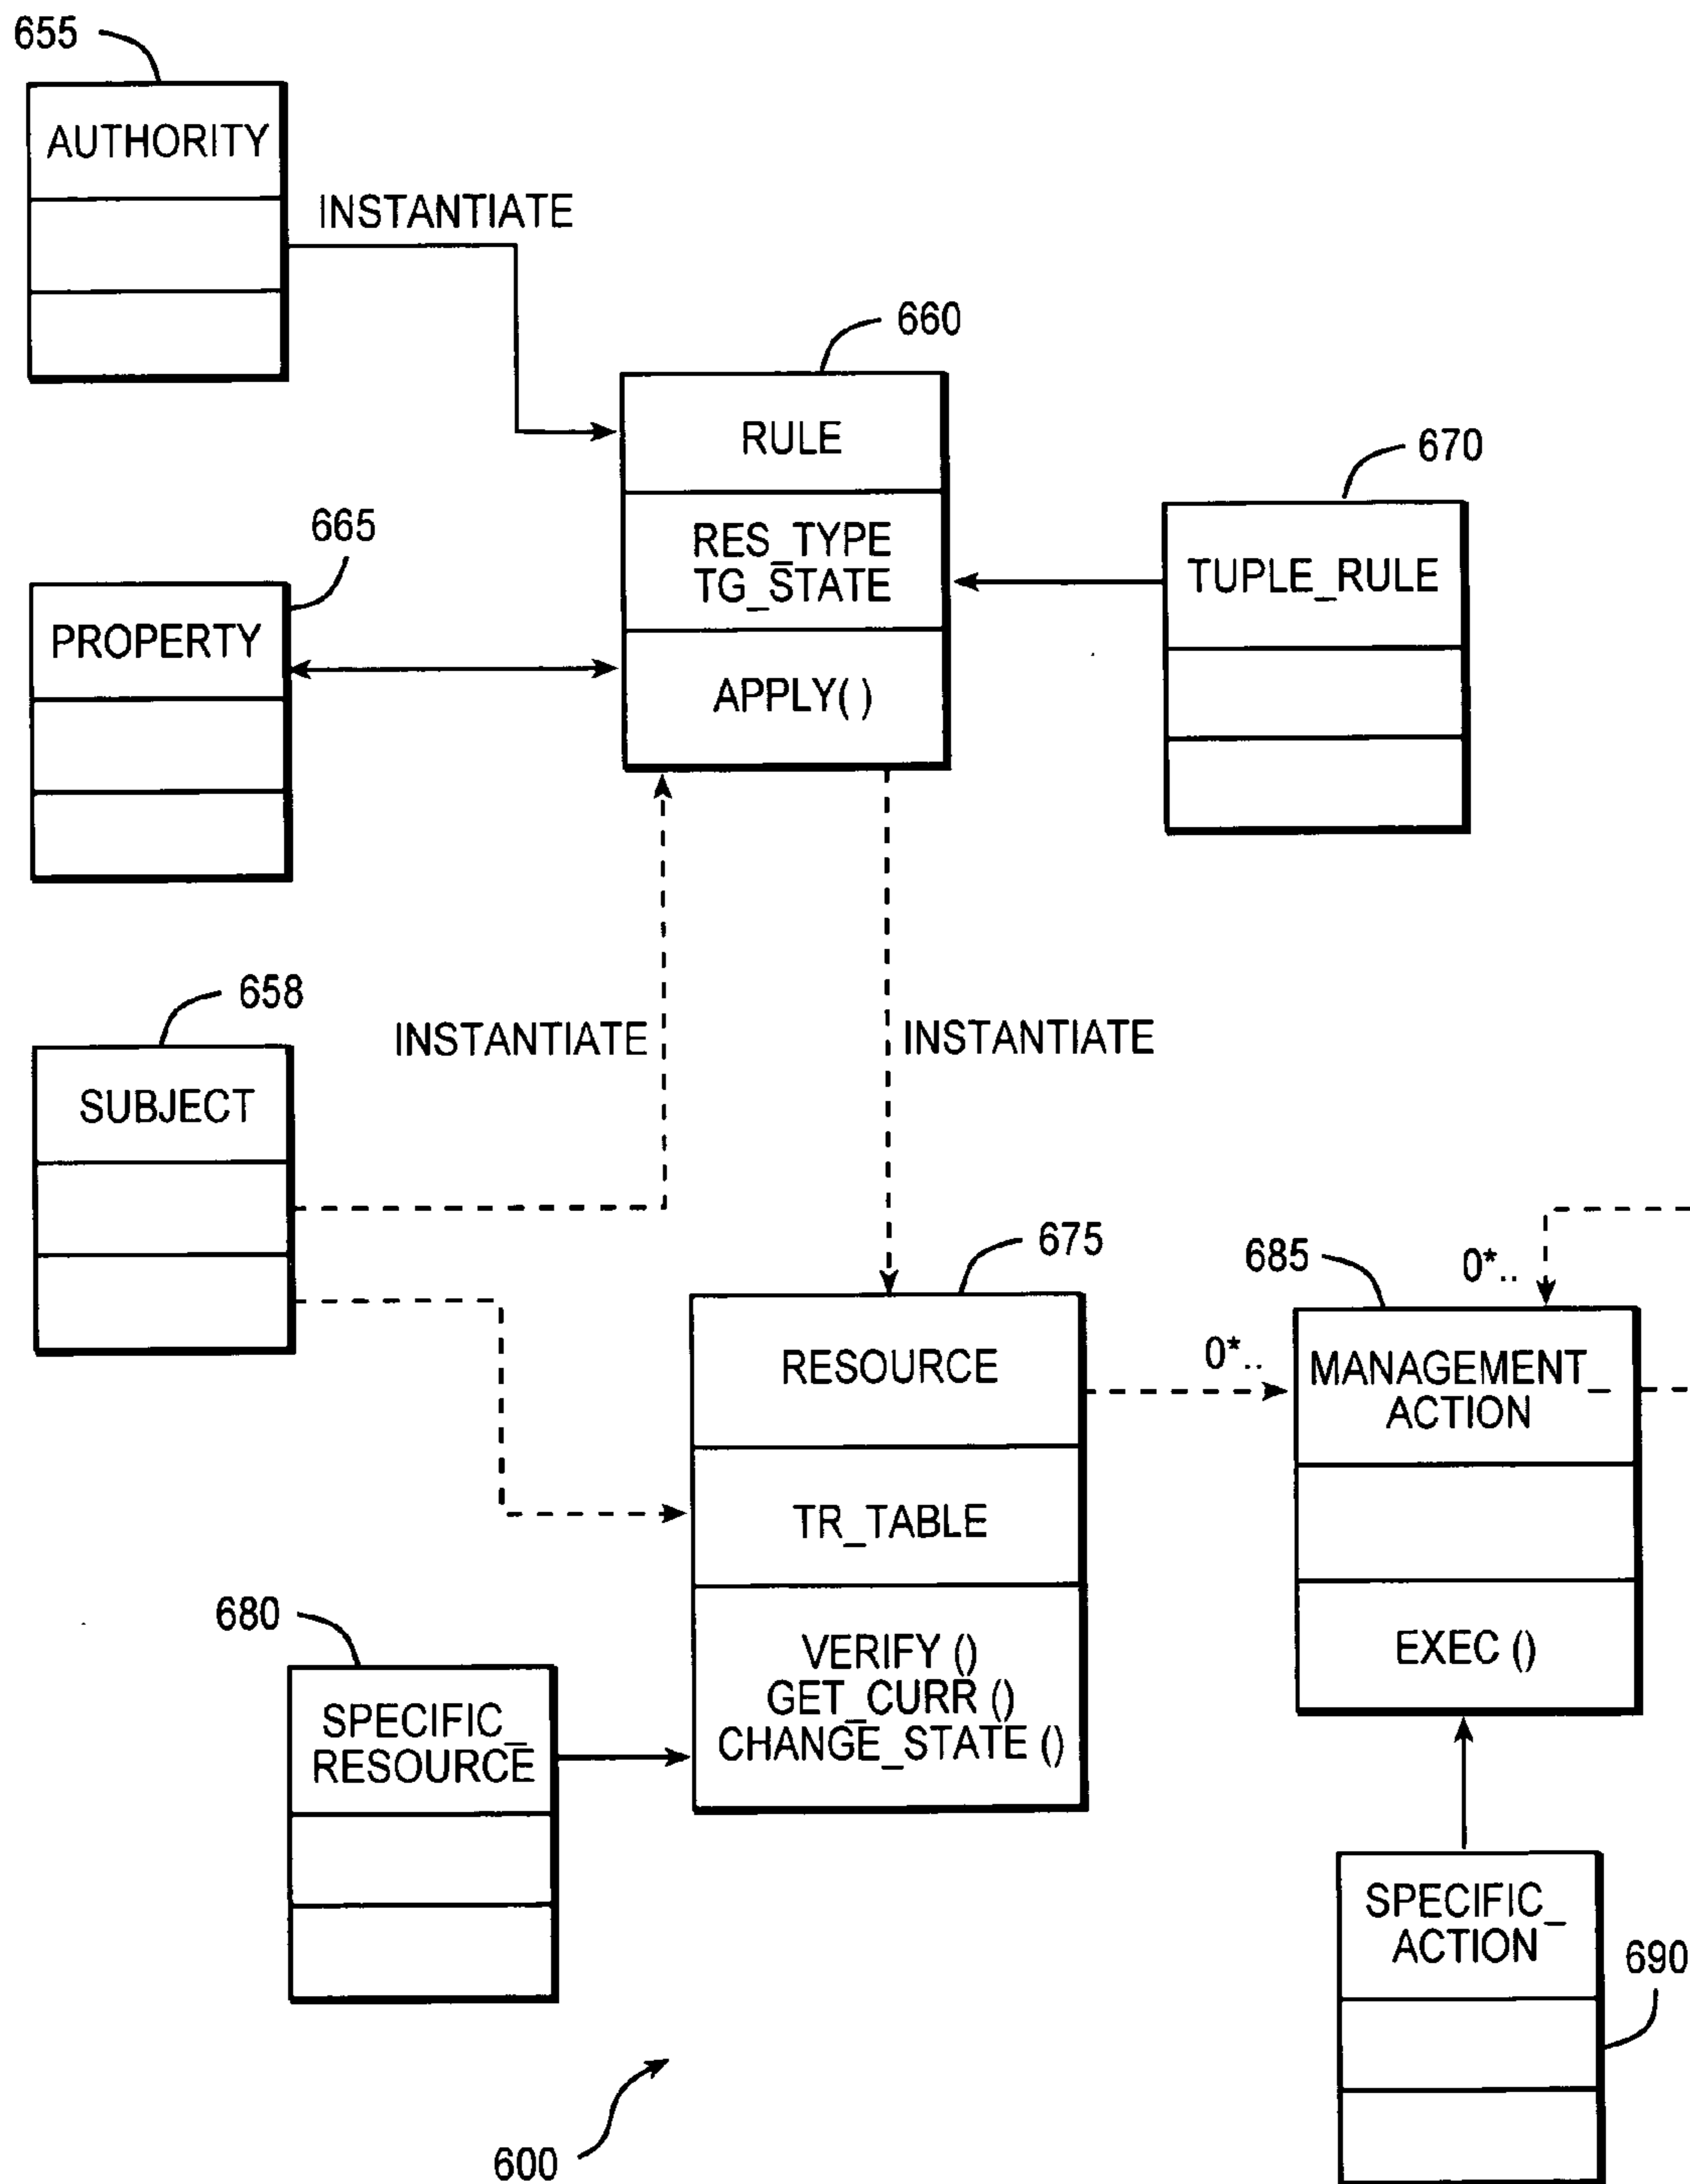 655
AUTHORITY
INSTANTIATE
660
RULE
RES_TYPE
TG_STATE
APPLY( )
670
TUPLE_RULE
665
PROPERTY
658
SUBJECT
INSTANTIATE
INSTANTIATE
675
RESOURCE
TR_TABLE
VERIFY ()
GET_CURR ()
CHANGE_STATE ()
685
0*..
0*..
MANAGEMENT_
ACTION
EXEC ()
680
SPECIFIC_
RESOURCE
SPECIFIC_
ACTION
690
600